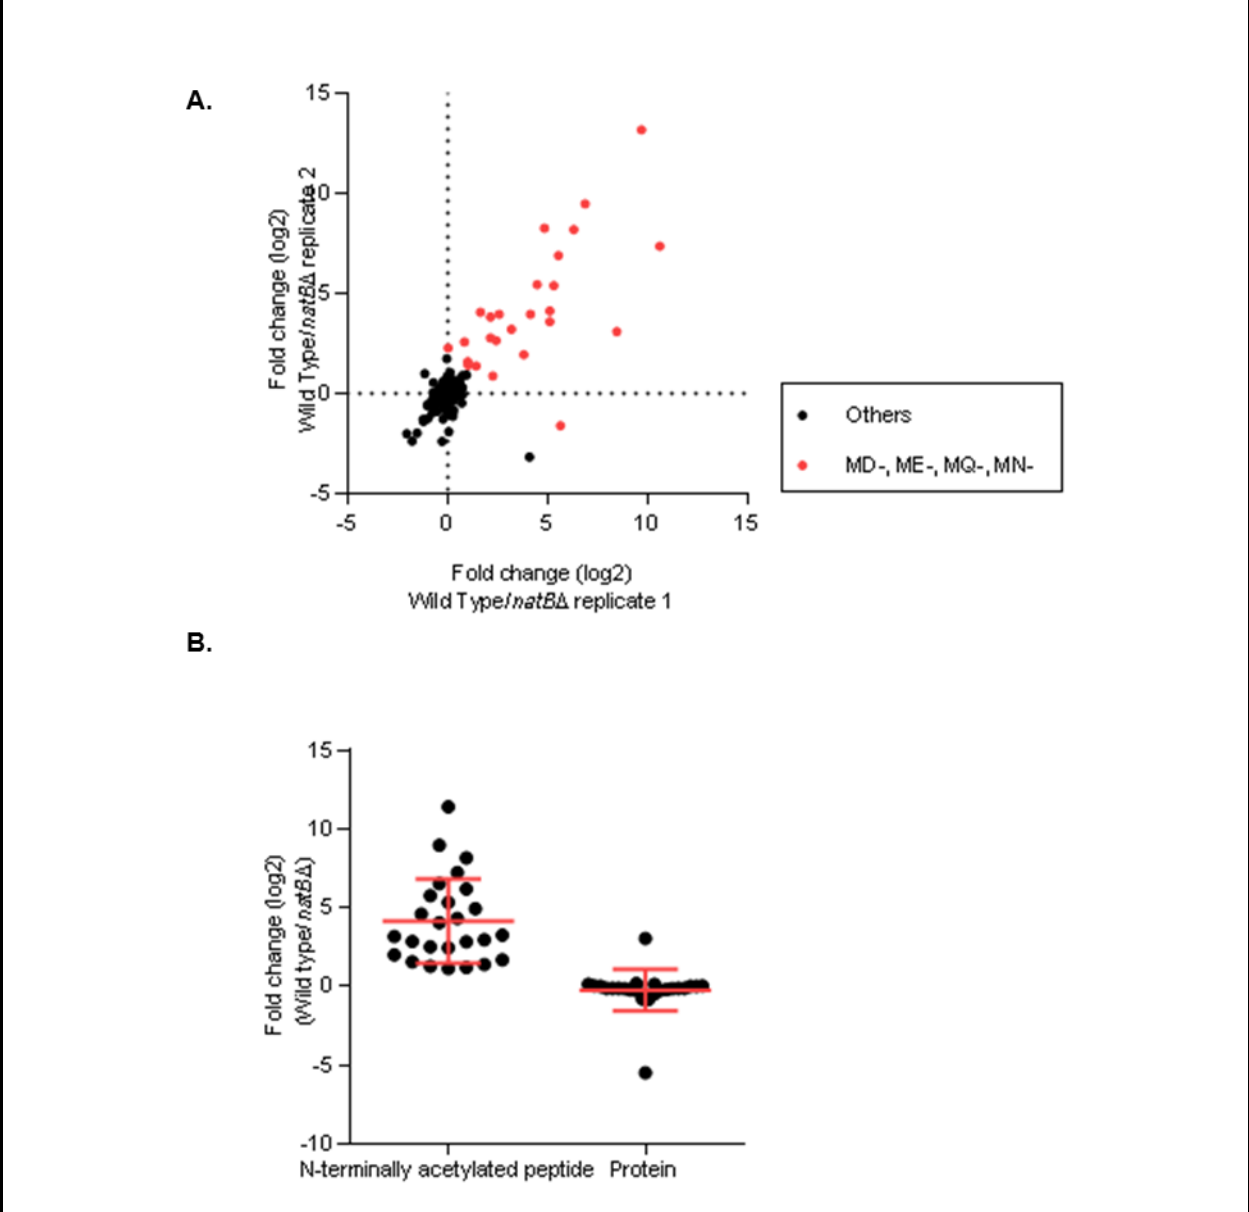 A.
15
10
5
0
-5
-5
0
5
10
15
Fold change (log2)
Wild Type/natBΔ replicate 2
Fold change (log2)
Wild Type/natBΔ replicate 1
Others
MD-, ME-, MQ-, MN-
B.
15
10
5
0
-5
-10
Fold change (log2)
(Wild type/natBΔ)
N-terminally acetylated peptide
Protein